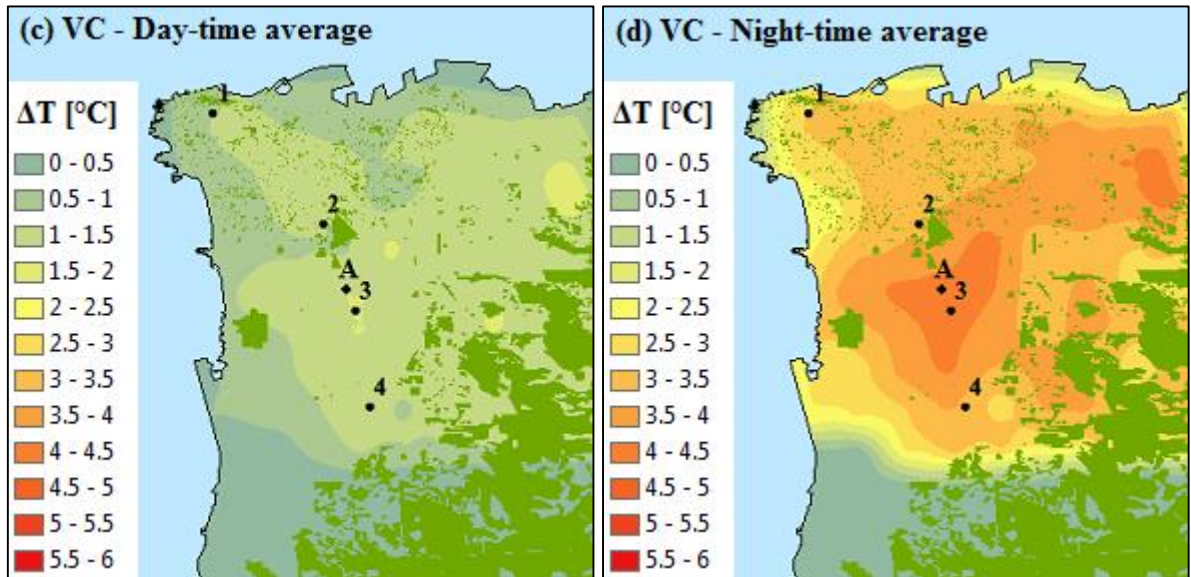 (c) VC - Day-time average
ΔT [°C]
0 - 0.5
0.5 - 1
1 - 1.5
1.5 - 2
2 - 2.5
2.5 - 3
3 - 3.5
3.5 - 4
4 - 4.5
4.5 - 5
5 - 5.5
5.5 - 6
1
2
A
3
4
(d) VC - Night-time average
ΔT [°C]
0 - 0.5
0.5 - 1
1 - 1.5
1.5 - 2
2 - 2.5
2.5 - 3
3 - 3.5
3.5 - 4
4 - 4.5
4.5 - 5
5 - 5.5
5.5 - 6
1
2
A
3
4